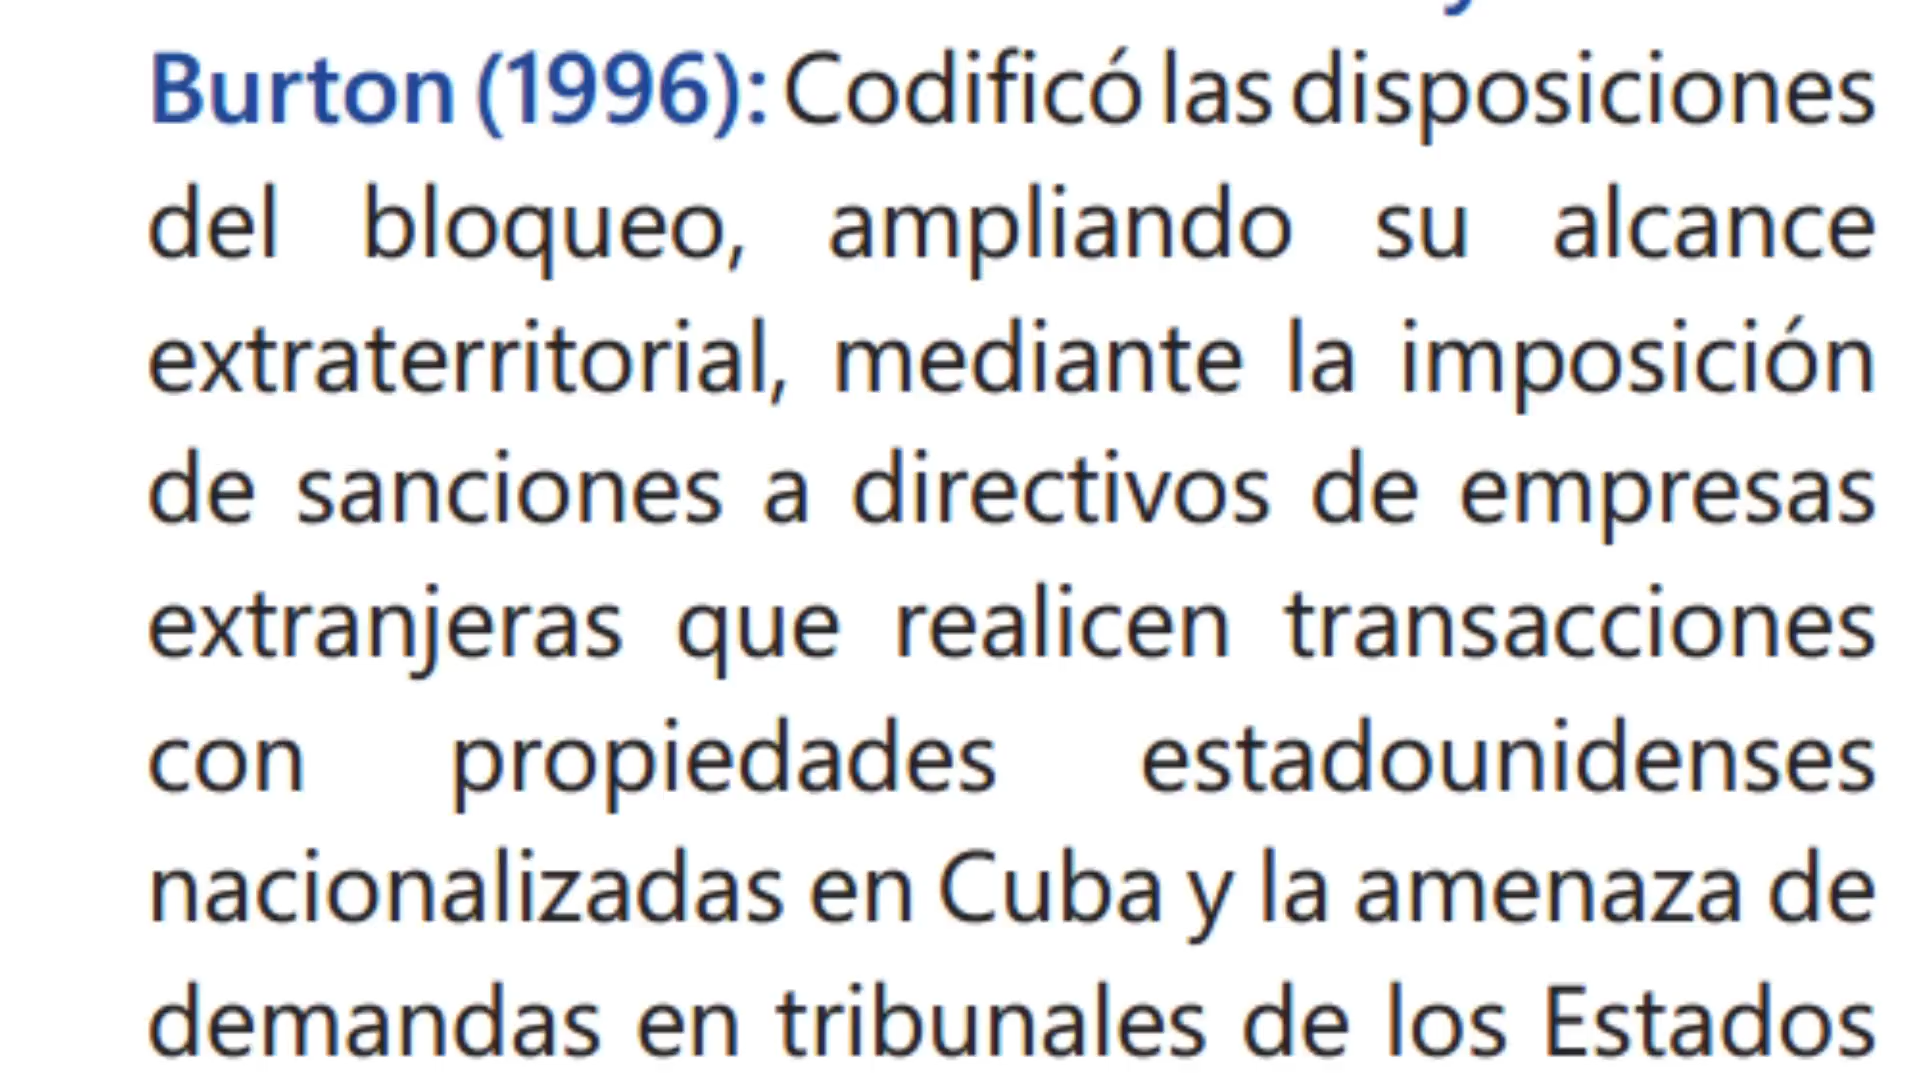 Burton (1996): Codificó las disposiciones
del bloqueo, ampliando su alcance
extraterritorial, mediante la imposición
de sanciones a directivos de empresas
extranjeras que realicen transacciones
con propiedades estadounidenses
nacionalizadas en Cuba y la amenaza de
demandas en tribunales de los Estados